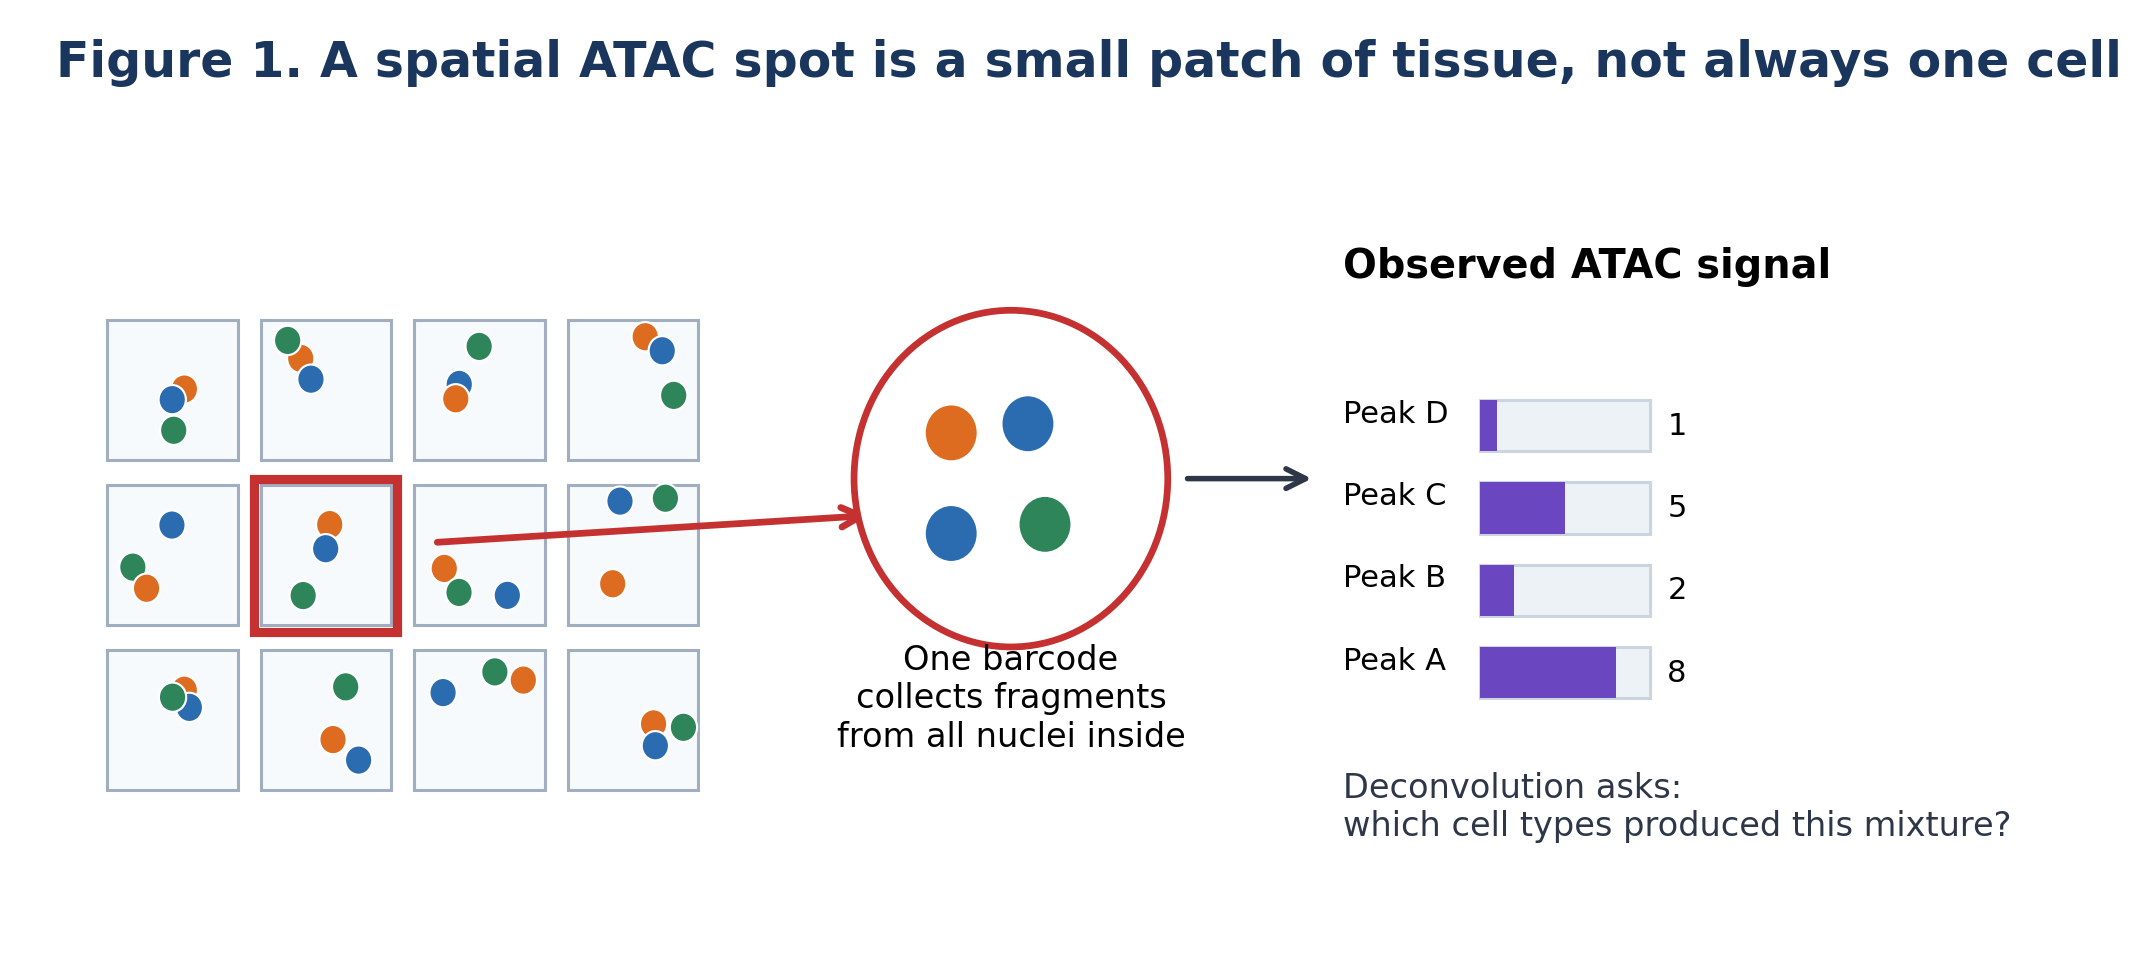 Figure 1. A spatial ATAC spot is a small patch of tissue, not always one cell
One barcode
collects fragments
from all nuclei inside
Observed ATAC signal
Peak D 1
Peak C 5
Peak B 2
Peak A 8
Deconvolution asks:
which cell types produced this mixture?